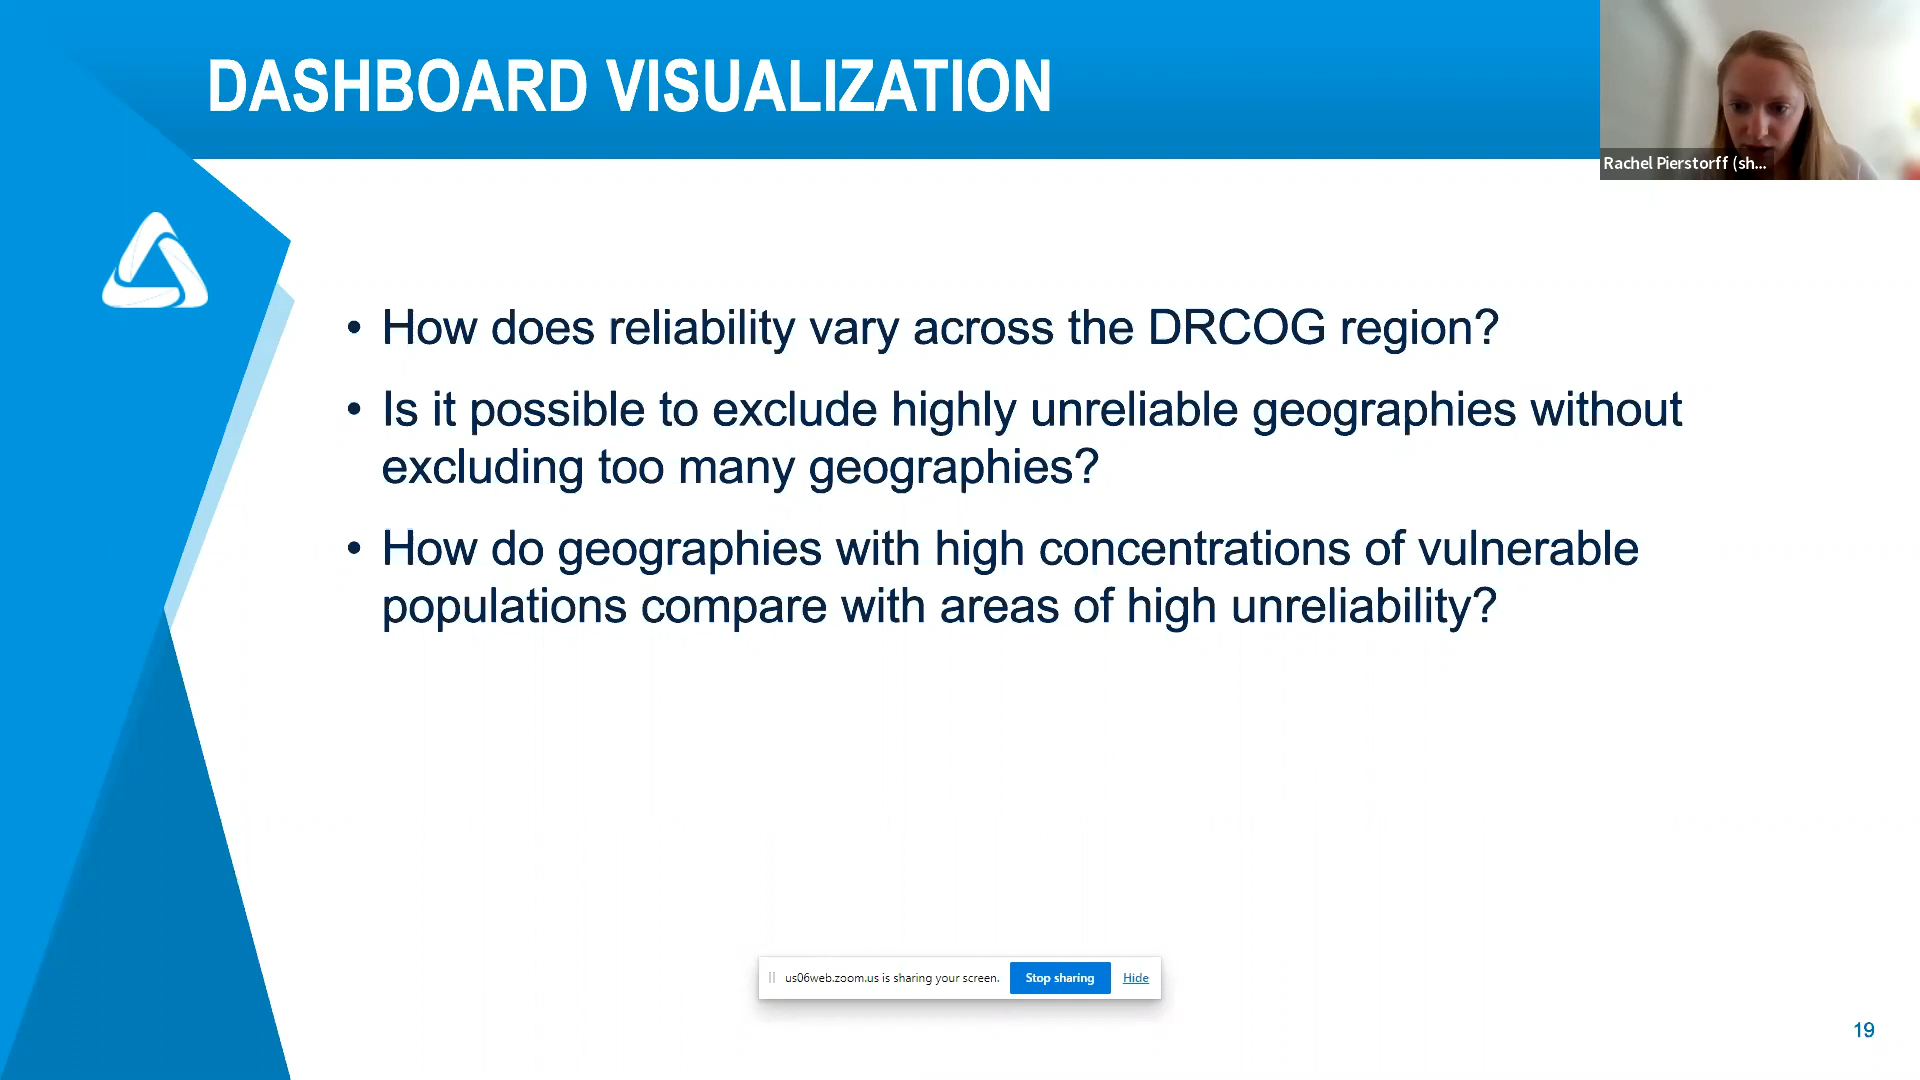 DASHBOARD VISUALIZATION
Rachel Pierstorff (sh...
• How does reliability vary across the DRCOG region?
• Is it possible to exclude highly unreliable geographies without
excluding too many geographies?
• How do geographies with high concentrations of vulnerable
populations compare with areas of high unreliability?
us06web.zoom.us is sharing your screen.
Stop sharing
Hide
19